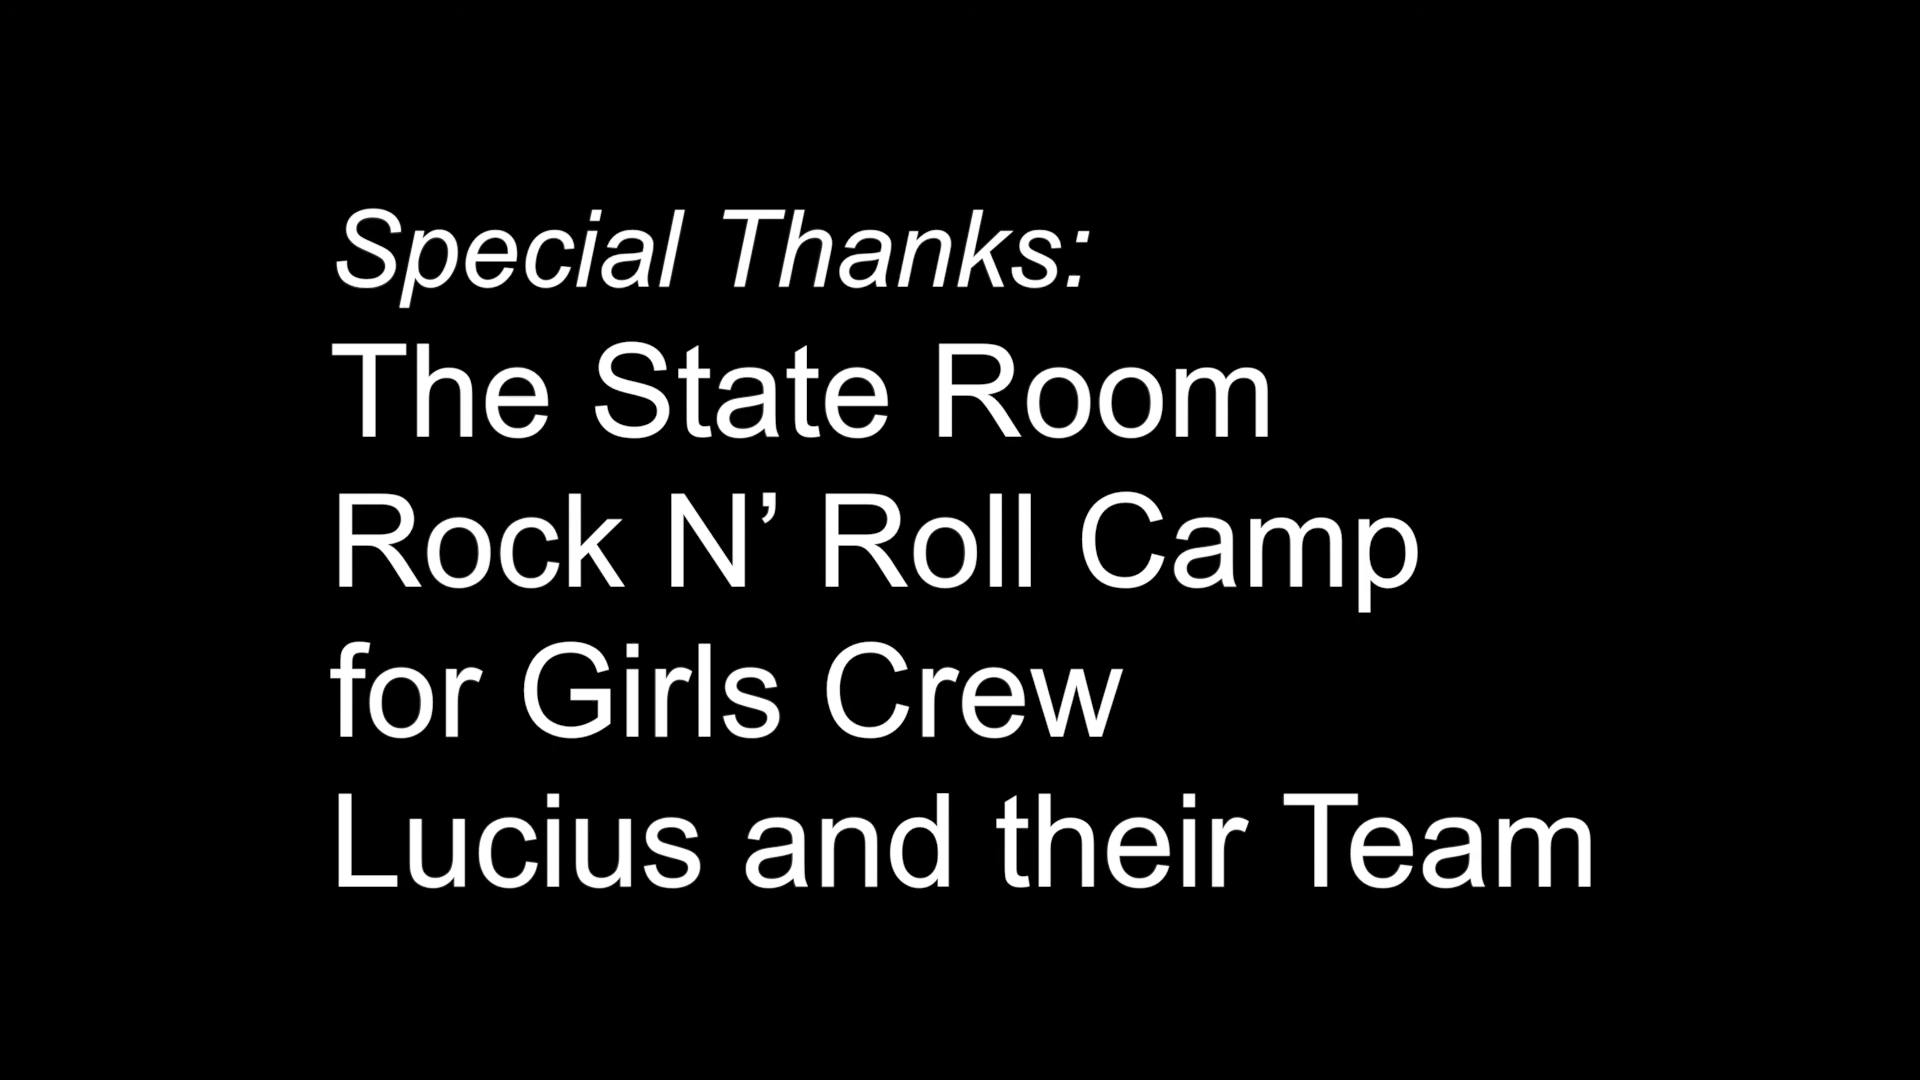 Special Thanks:
The State Room
Rock N’ Roll Camp
for Girls Crew
Lucius and their Team